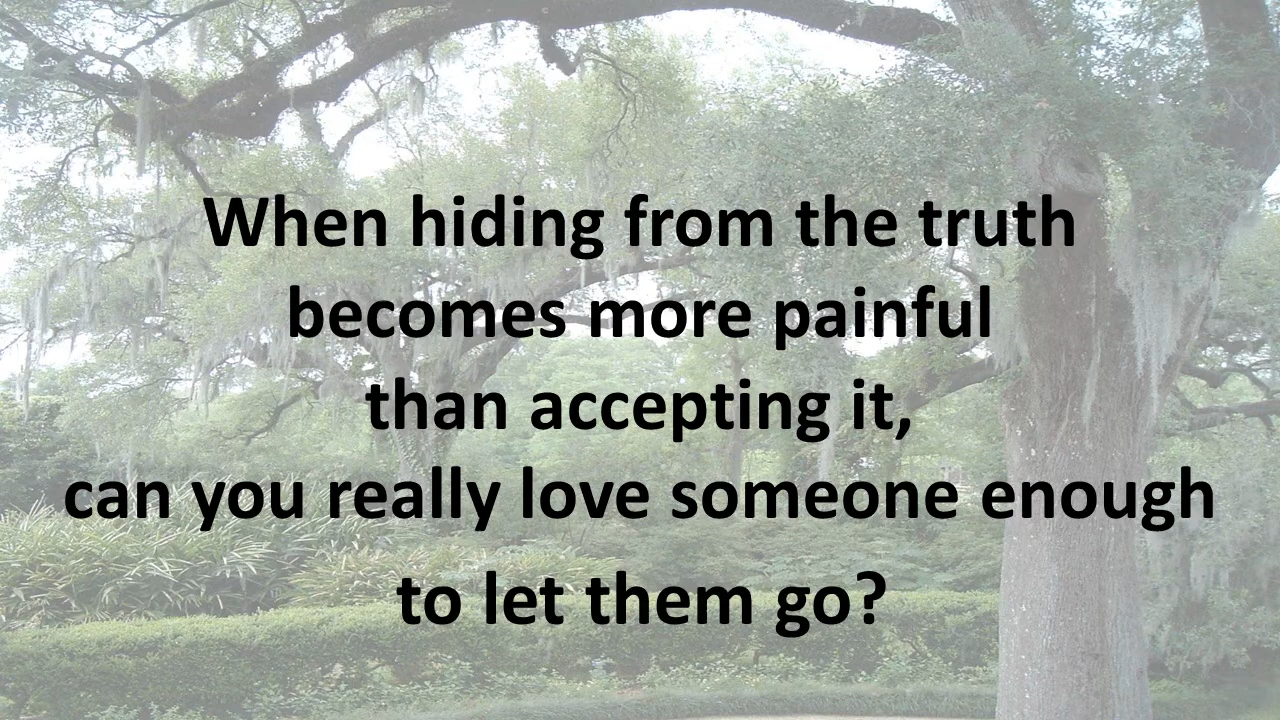 When hiding from the truth
becomes more painful
than accepting it,
can you really love someone enough
to let them go?